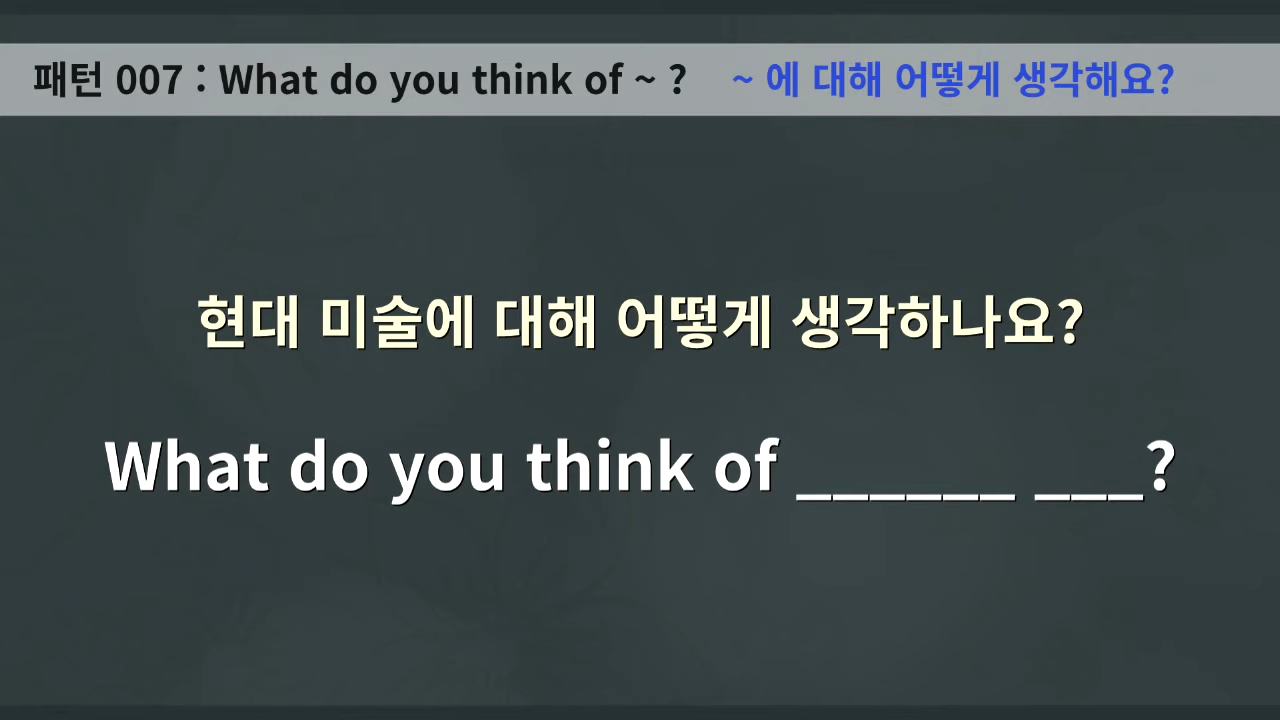 패턴 007 : What do you think of ~ ? ~ 에 대해 어떻게 생각해요?
현대 미술에 대해 어떻게 생각하나요?
What do you think of ______ ___?